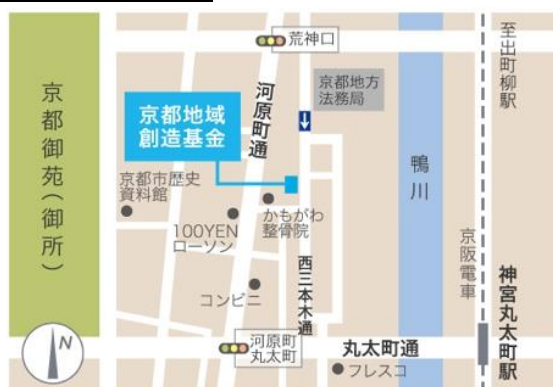 荒神口
至出町柳駅
京都地方
法務局
河原町通
京都地域
創造基金
京都御苑(御所)
鴨川
京都市歴史
資料館
かもがわ
整骨院
100YEN
ローソン
京阪電車
西三本木通
神宮丸太町駅
コンビニ
N
河原町
丸太町
丸太町通
フレスコ